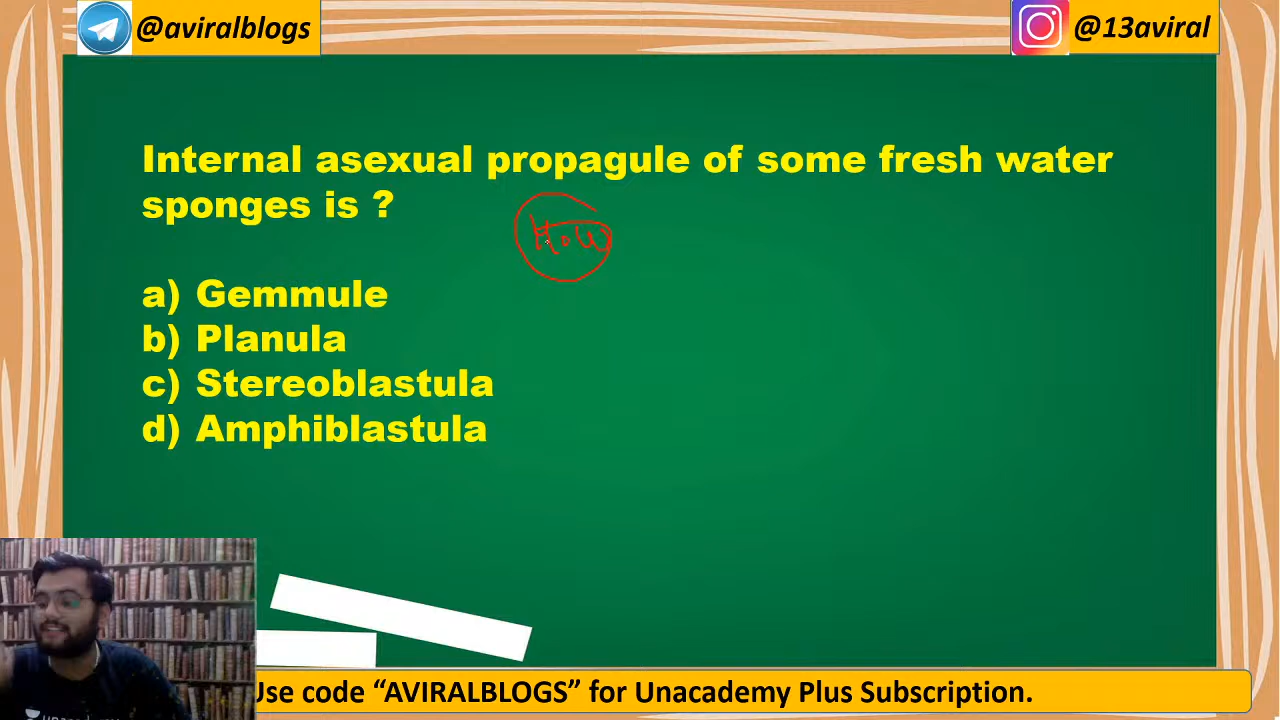 @aviralblogs
@13aviral
Internal asexual propagule of some fresh water
sponges is ?
How
a) Gemmule
b) Planula
c) Stereoblastula
d) Amphiblastula
Use code “AVIRALBLOGS” for Unacademy Plus Subscription.